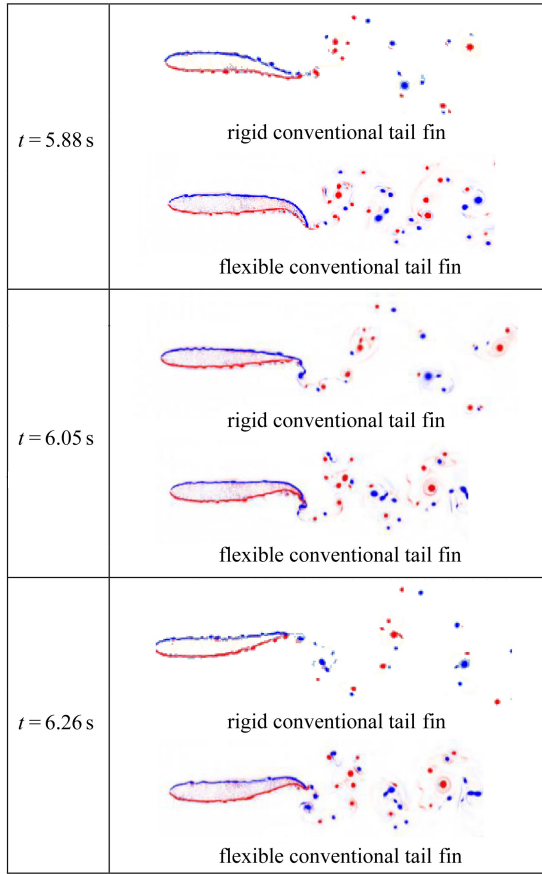 t = 5.88 s
rigid conventional tail fin
flexible conventional tail fin
t = 6.05 s
rigid conventional tail fin
flexible conventional tail fin
t = 6.26 s
rigid conventional tail fin
flexible conventional tail fin